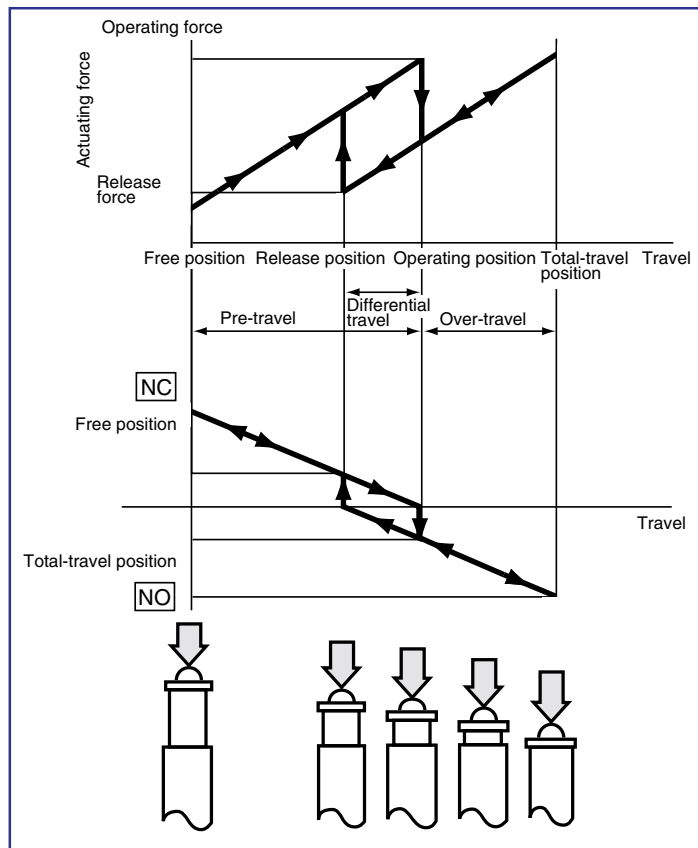 Operating force
Actuating force
Release
force
Free position
Release position
Operating position
Total-travel
position
Travel
Differential
travel
Pre-travel
Over-travel
NC
Free position
Travel
Total-travel position
NO